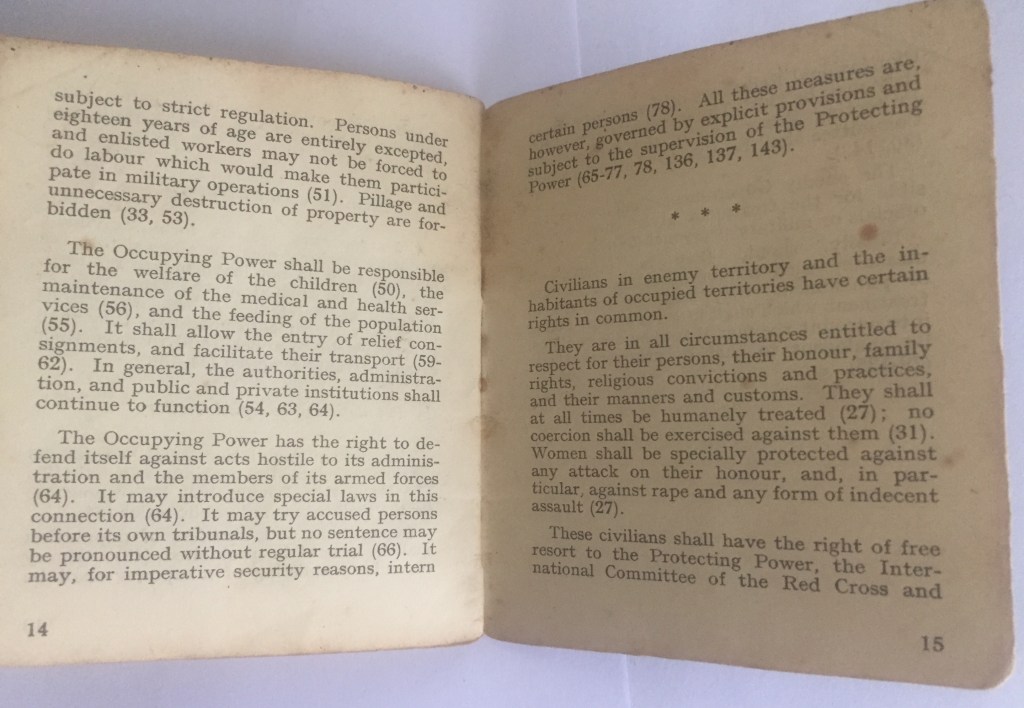 subject to strict regulation. Persons under
eighteen years of age are entirely excepted,
and enlisted workers may not be forced to
do labour which would make them partici-
pate in military operations (51). Pillage and
unnecessary destruction of property are for-
bidden (33, 53).
The Occupying Power shall be responsible
for the welfare of the children (50), the
maintenance of the medical and health ser-
vices (56), and the feeding of the population
(55). It shall allow the entry of relief con-
signments, and facilitate their transport (59-
62). In general, the authorities, administra-
tion, and public and private institutions shall
continue to function (54, 63, 64).
The Occupying Power has the right to de-
fend itself against acts hostile to its adminis-
tration and the members of its armed forces
(64). It may introduce special laws in this
connection (64). It may try accused persons
before its own tribunals, but no sentence may
be pronounced without regular trial (66). It
may, for imperative security reasons, intern
14
certain persons (78). All these measures are,
however, governed by explicit provisions and
subject to the supervision of the Protecting
Power (65-77, 78, 136, 137, 143).
* * *
Civilians in enemy territory and the in-
habitants of occupied territories have certain
rights in common.
They are in all circumstances entitled to
respect for their persons, their honour, family
rights, religious convictions and practices,
and their manners and customs. They shall
at all times be humanely treated (27); no
coercion shall be exercised against them (31).
Women shall be specially protected against
any attack on their honour, and, in par-
ticular, against rape and any form of indecent
assault (27).
These civilians shall have the right of free
resort to the Protecting Power, the Inter-
national Committee of the Red Cross and
15